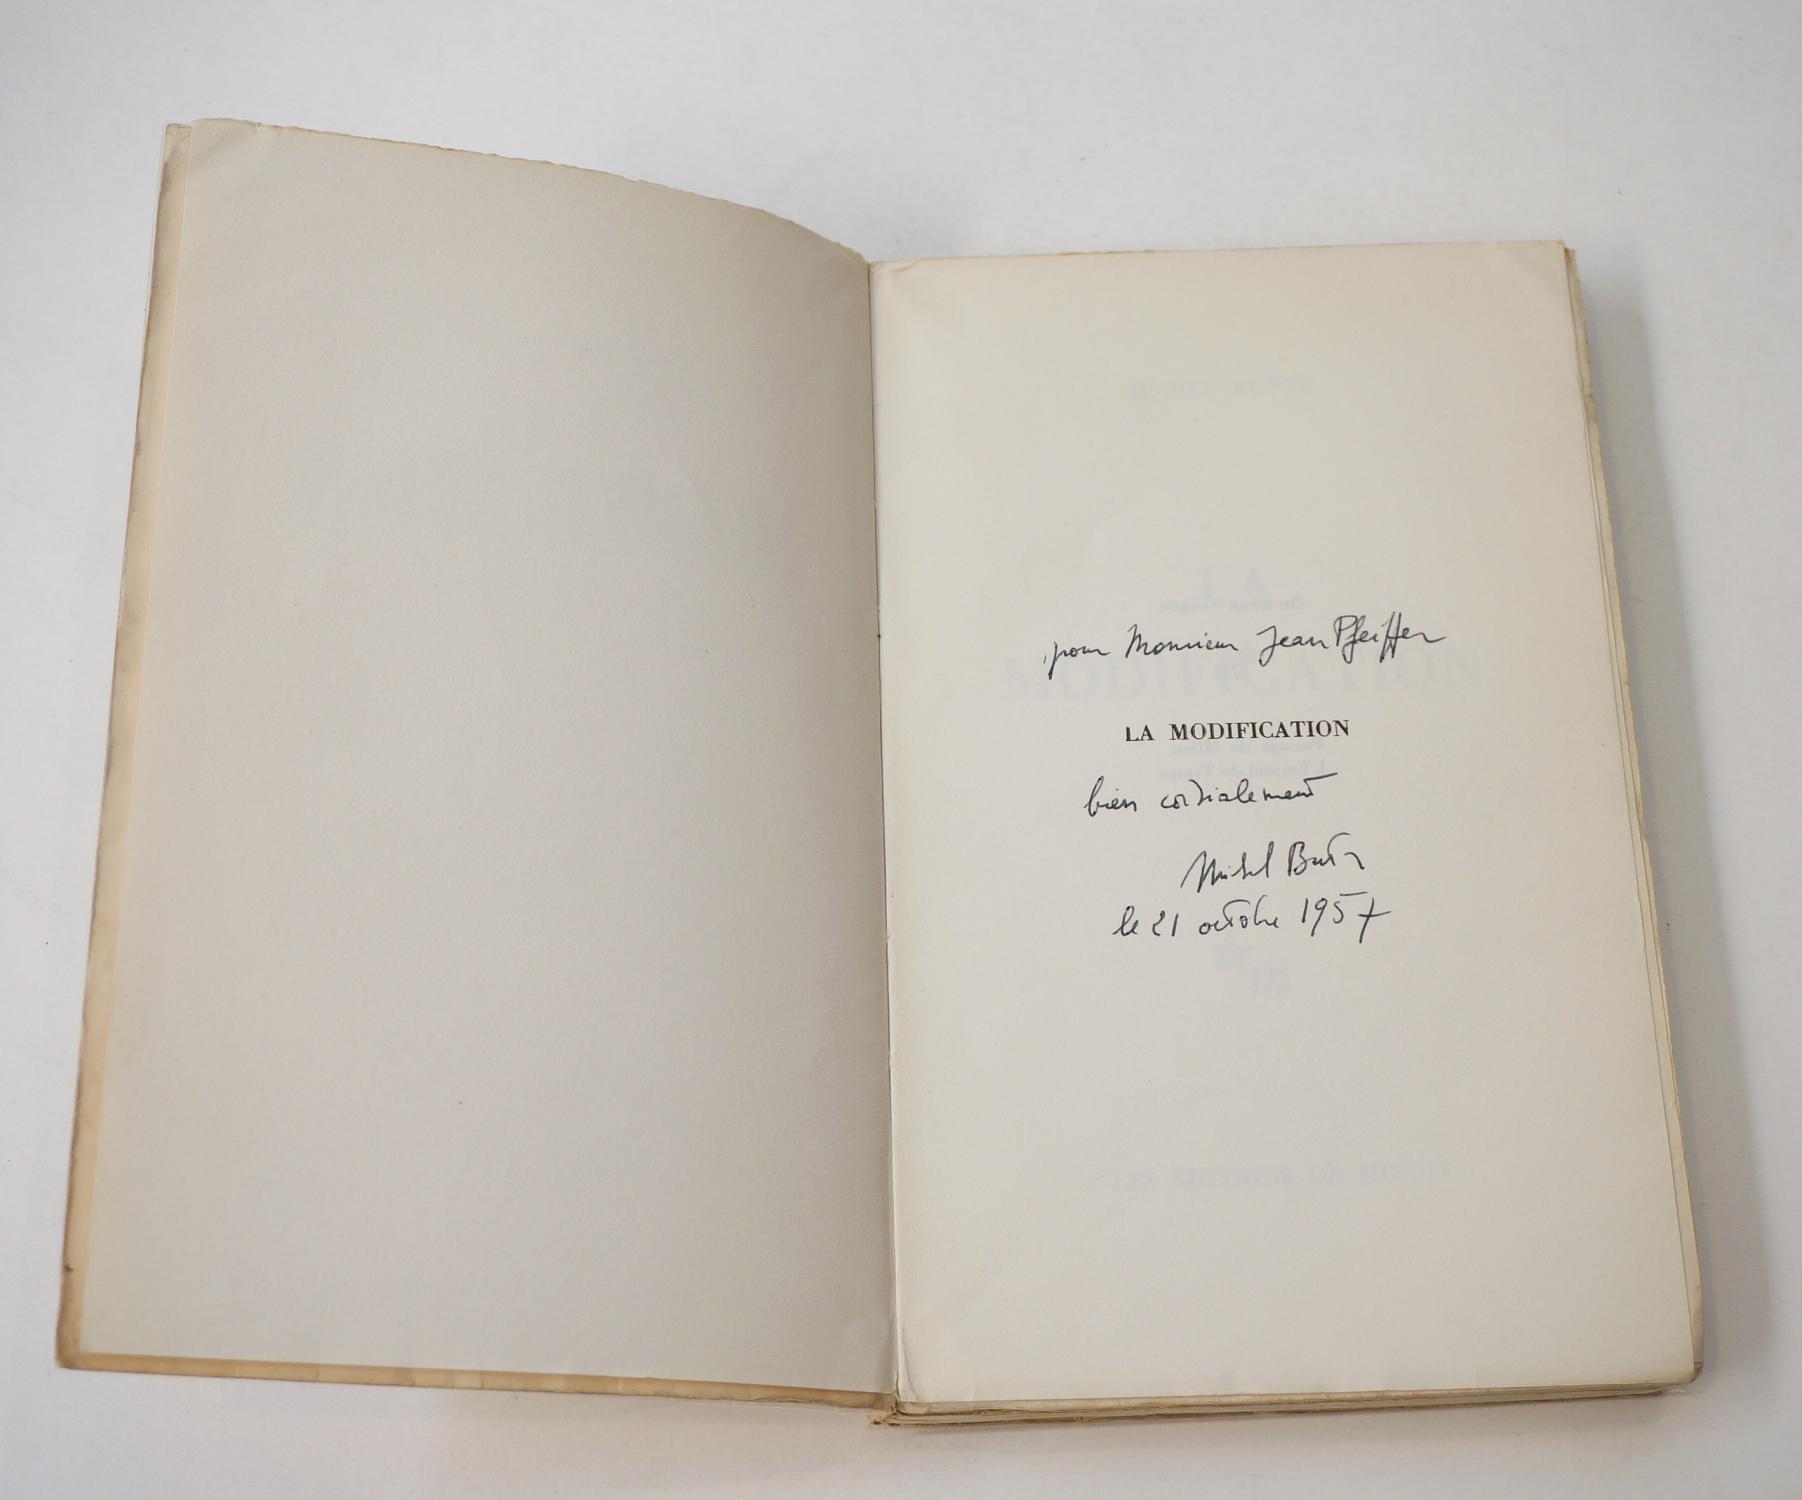 pour Monsieur Jean Pfeiffer
LA MODIFICATION
bien cordialement
Michel Butor
le 21 octobre 1957